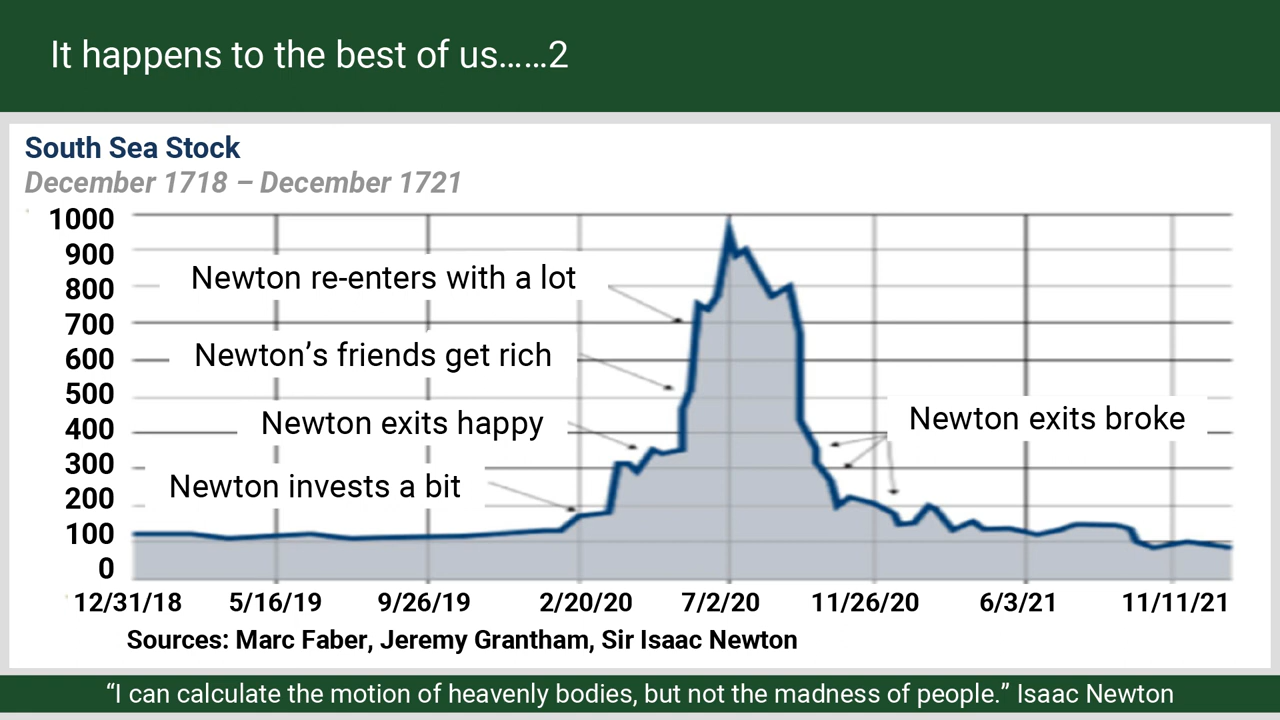 It happens to the best of us……2
South Sea Stock
December 1718 – December 1721
1000
900
800
700
600
500
400
300
200
100
0
Newton re-enters with a lot
Newton’s friends get rich
Newton exits happy
Newton invests a bit
Newton exits broke
12/31/18 5/16/19 9/26/19 2/20/20 7/2/20 11/26/20 6/3/21 11/11/21
Sources: Marc Faber, Jeremy Grantham, Sir Isaac Newton
“I can calculate the motion of heavenly bodies, but not the madness of people.” Isaac Newton